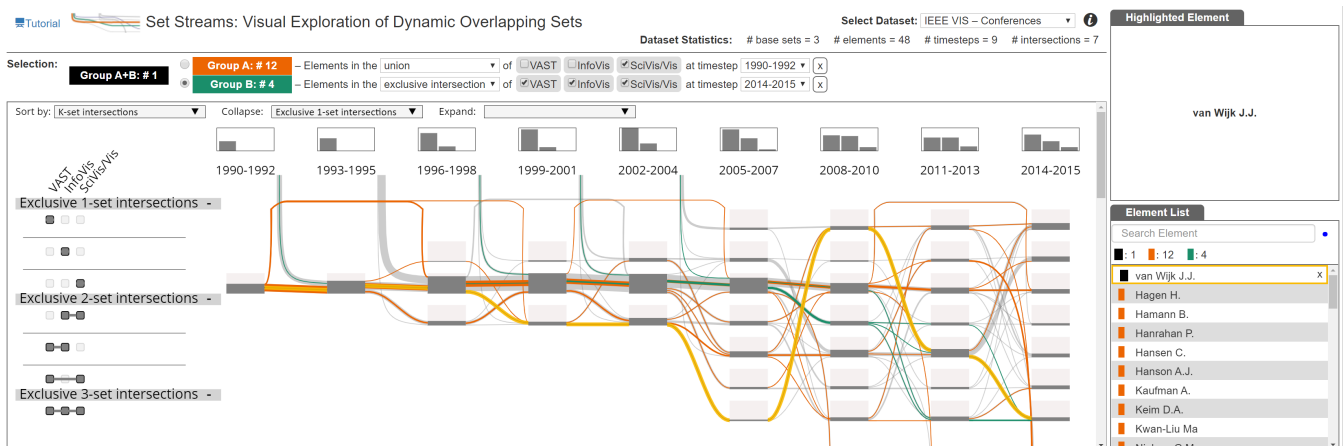 Tutorial
Set Streams: Visual Exploration of Dynamic Overlapping Sets
Select Dataset: IEEE VIS – Conferences
Dataset Statistics: # base sets = 3 # elements = 48 # timesteps = 9 # intersections = 7
Selection:
Group A+B: # 1
Group A: # 12 – Elements in the union of VAST InfoVis SciVis/Vis at timestep 1990-1992 x
Group B: # 4 – Elements in the exclusive intersection of VAST InfoVis SciVis/Vis at timestep 2014-2015 x
Sort by: K-set intersections Collapse: Exclusive 1-set intersections Expand:
1990-1992 1993-1995 1996-1998 1999-2001 2002-2004 2005-2007 2008-2010 2011-2013 2014-2015
VAST
InfoVis
SciVis/Vis
Exclusive 1-set intersections -
Exclusive 2-set intersections -
Exclusive 3-set intersections -
Highlighted Element
van Wijk J.J.
Element List
Search Element
: 1 : 12 : 4
van Wijk J.J. x
Hagen H.
Hamann B.
Hanrahan P.
Hansen C.
Hanson A.J.
Kaufman A.
Keim D.A.
Kwan-Liu Ma